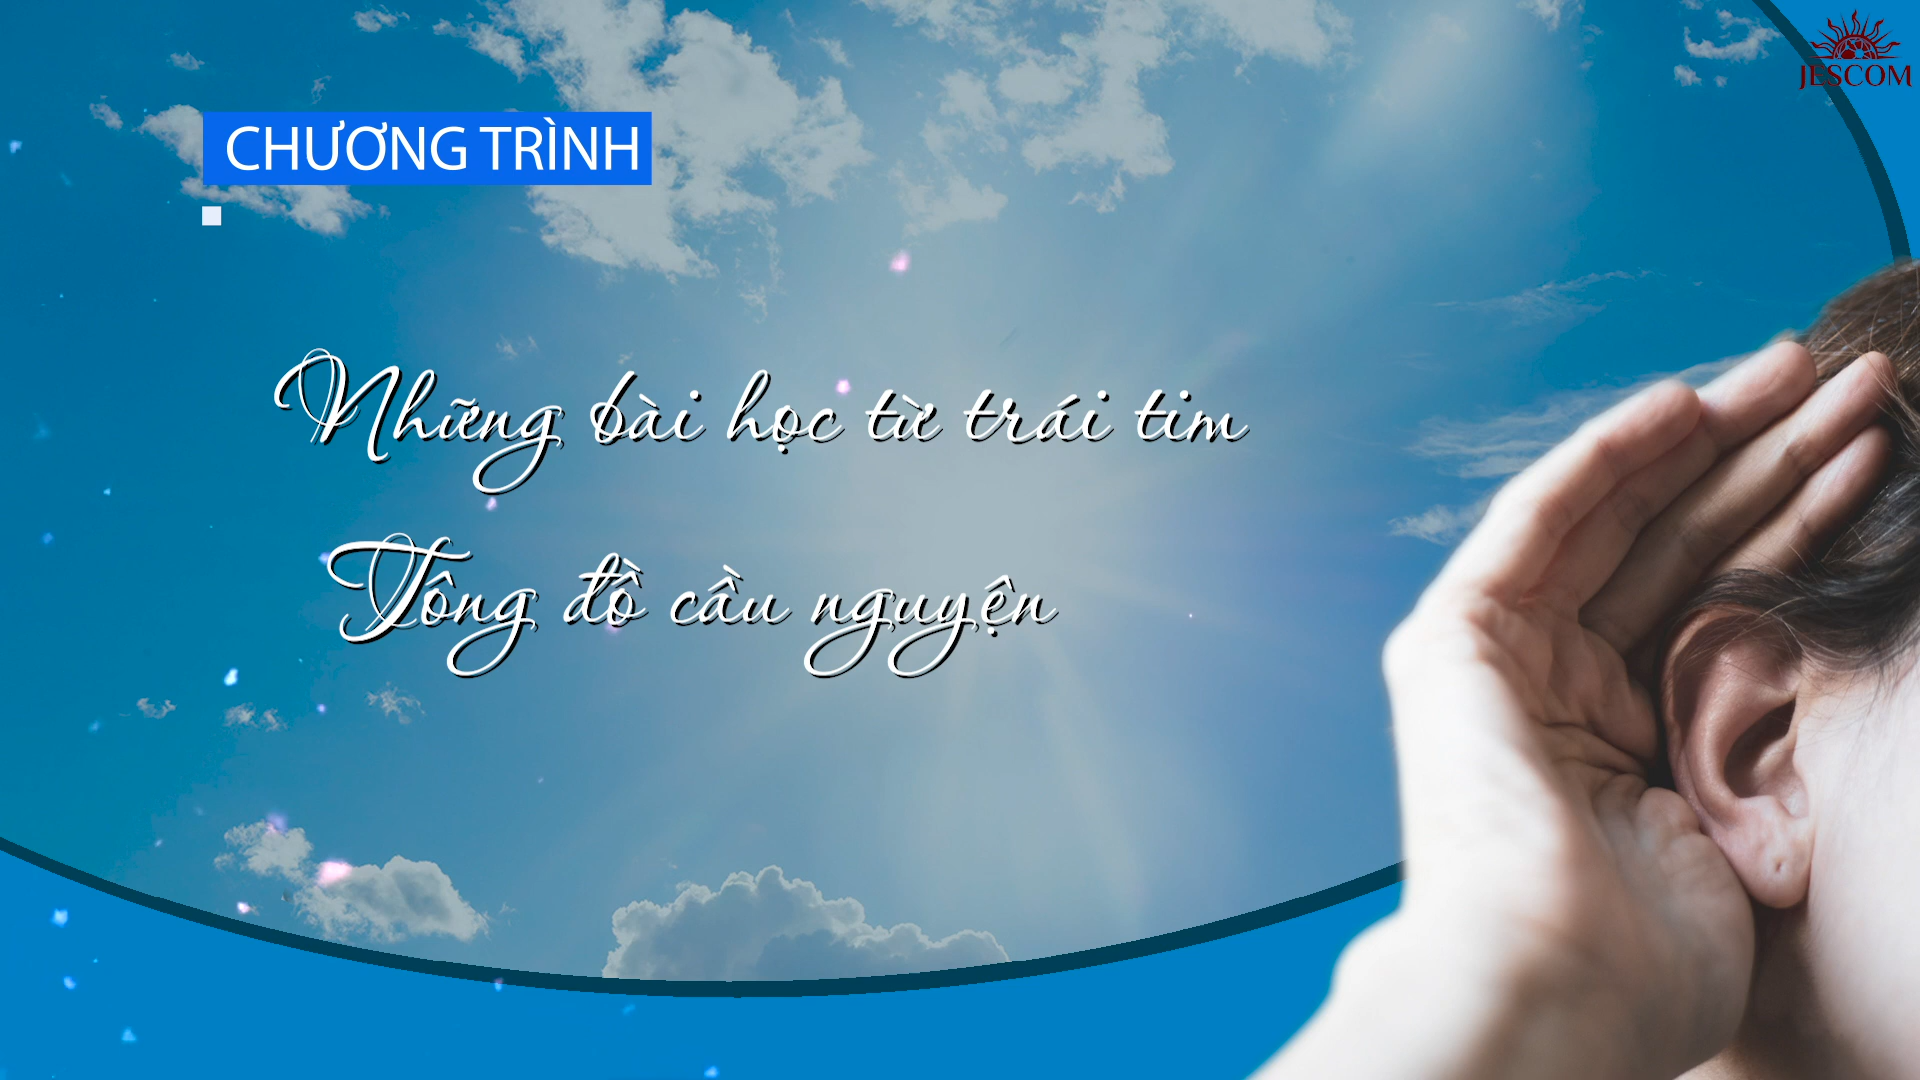 JESCOM
CHƯƠNG TRÌNH
Những bài học từ trái tim
Tông đồ cầu nguyện